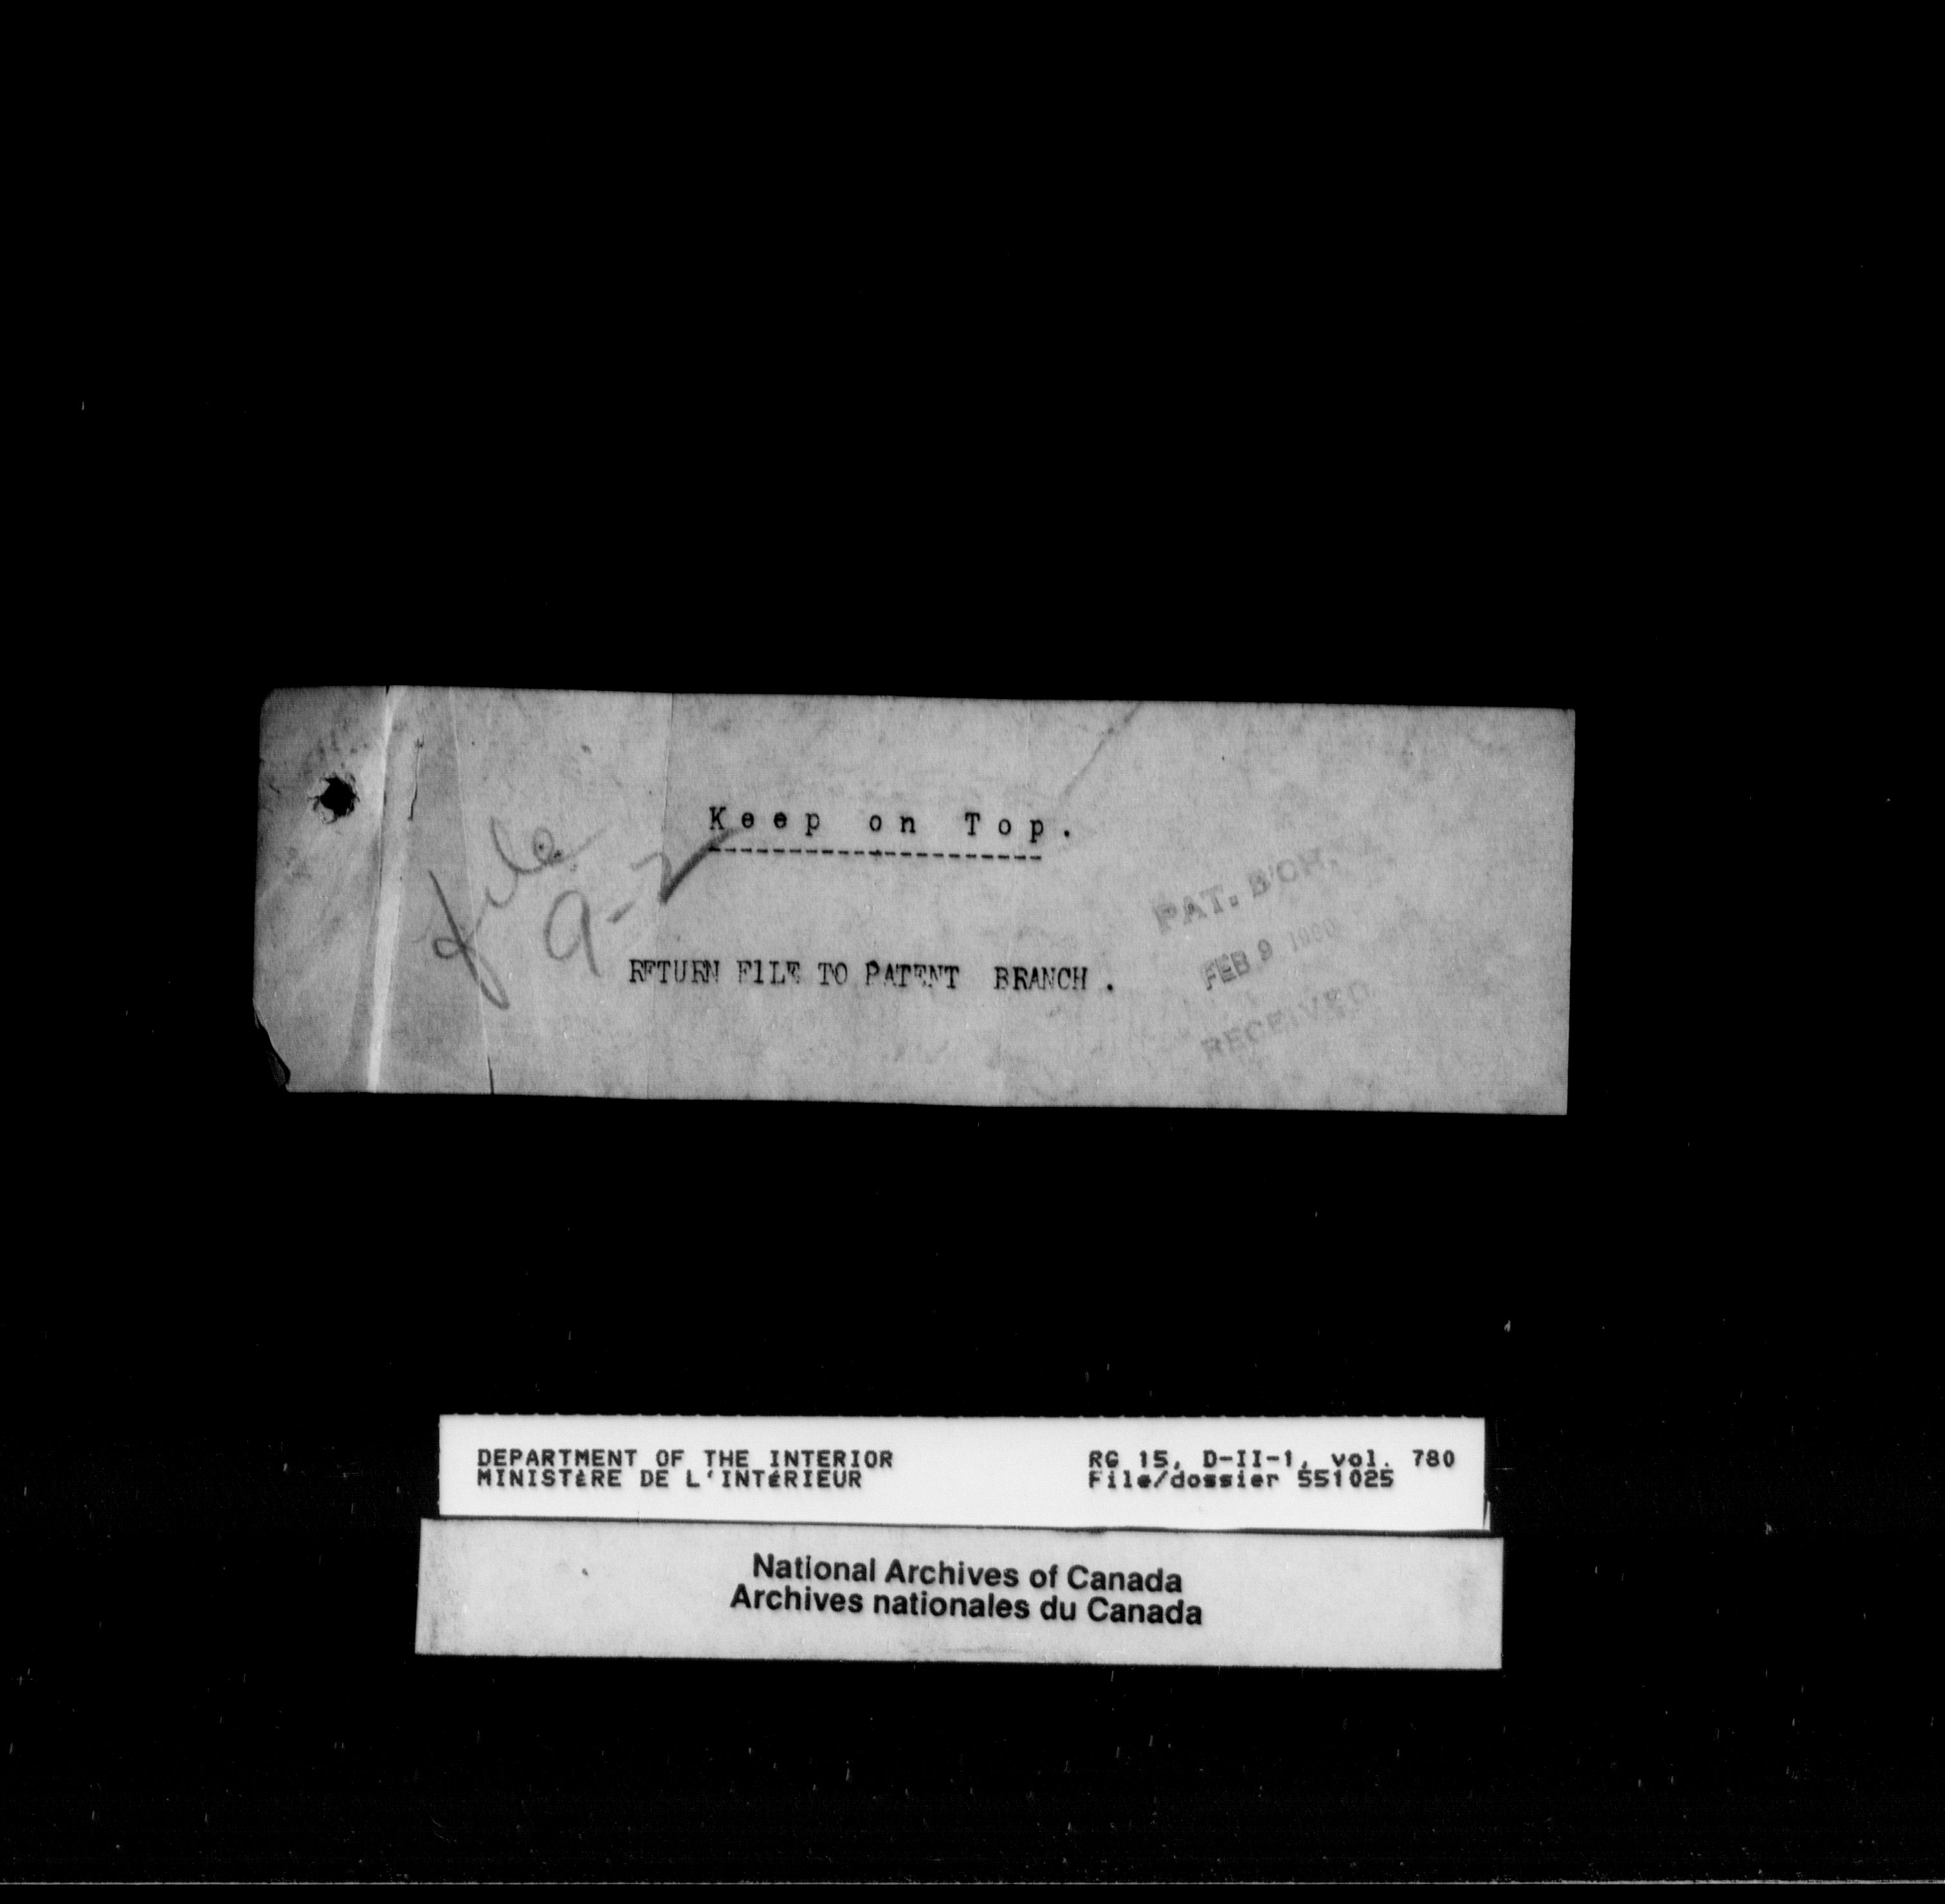 Keep on Top.
file
9-2
RETURN FILE TO PATENT BRANCH.
PAT. B'CH.
FEB 9
RECEIVED
DEPARTMENT OF THE INTERIOR
MINISTÈRE DE L'INTÉRIEUR
RG 15, D-II-1, vol. 780
File/dossier 551025
National Archives of Canada
Archives nationales du Canada